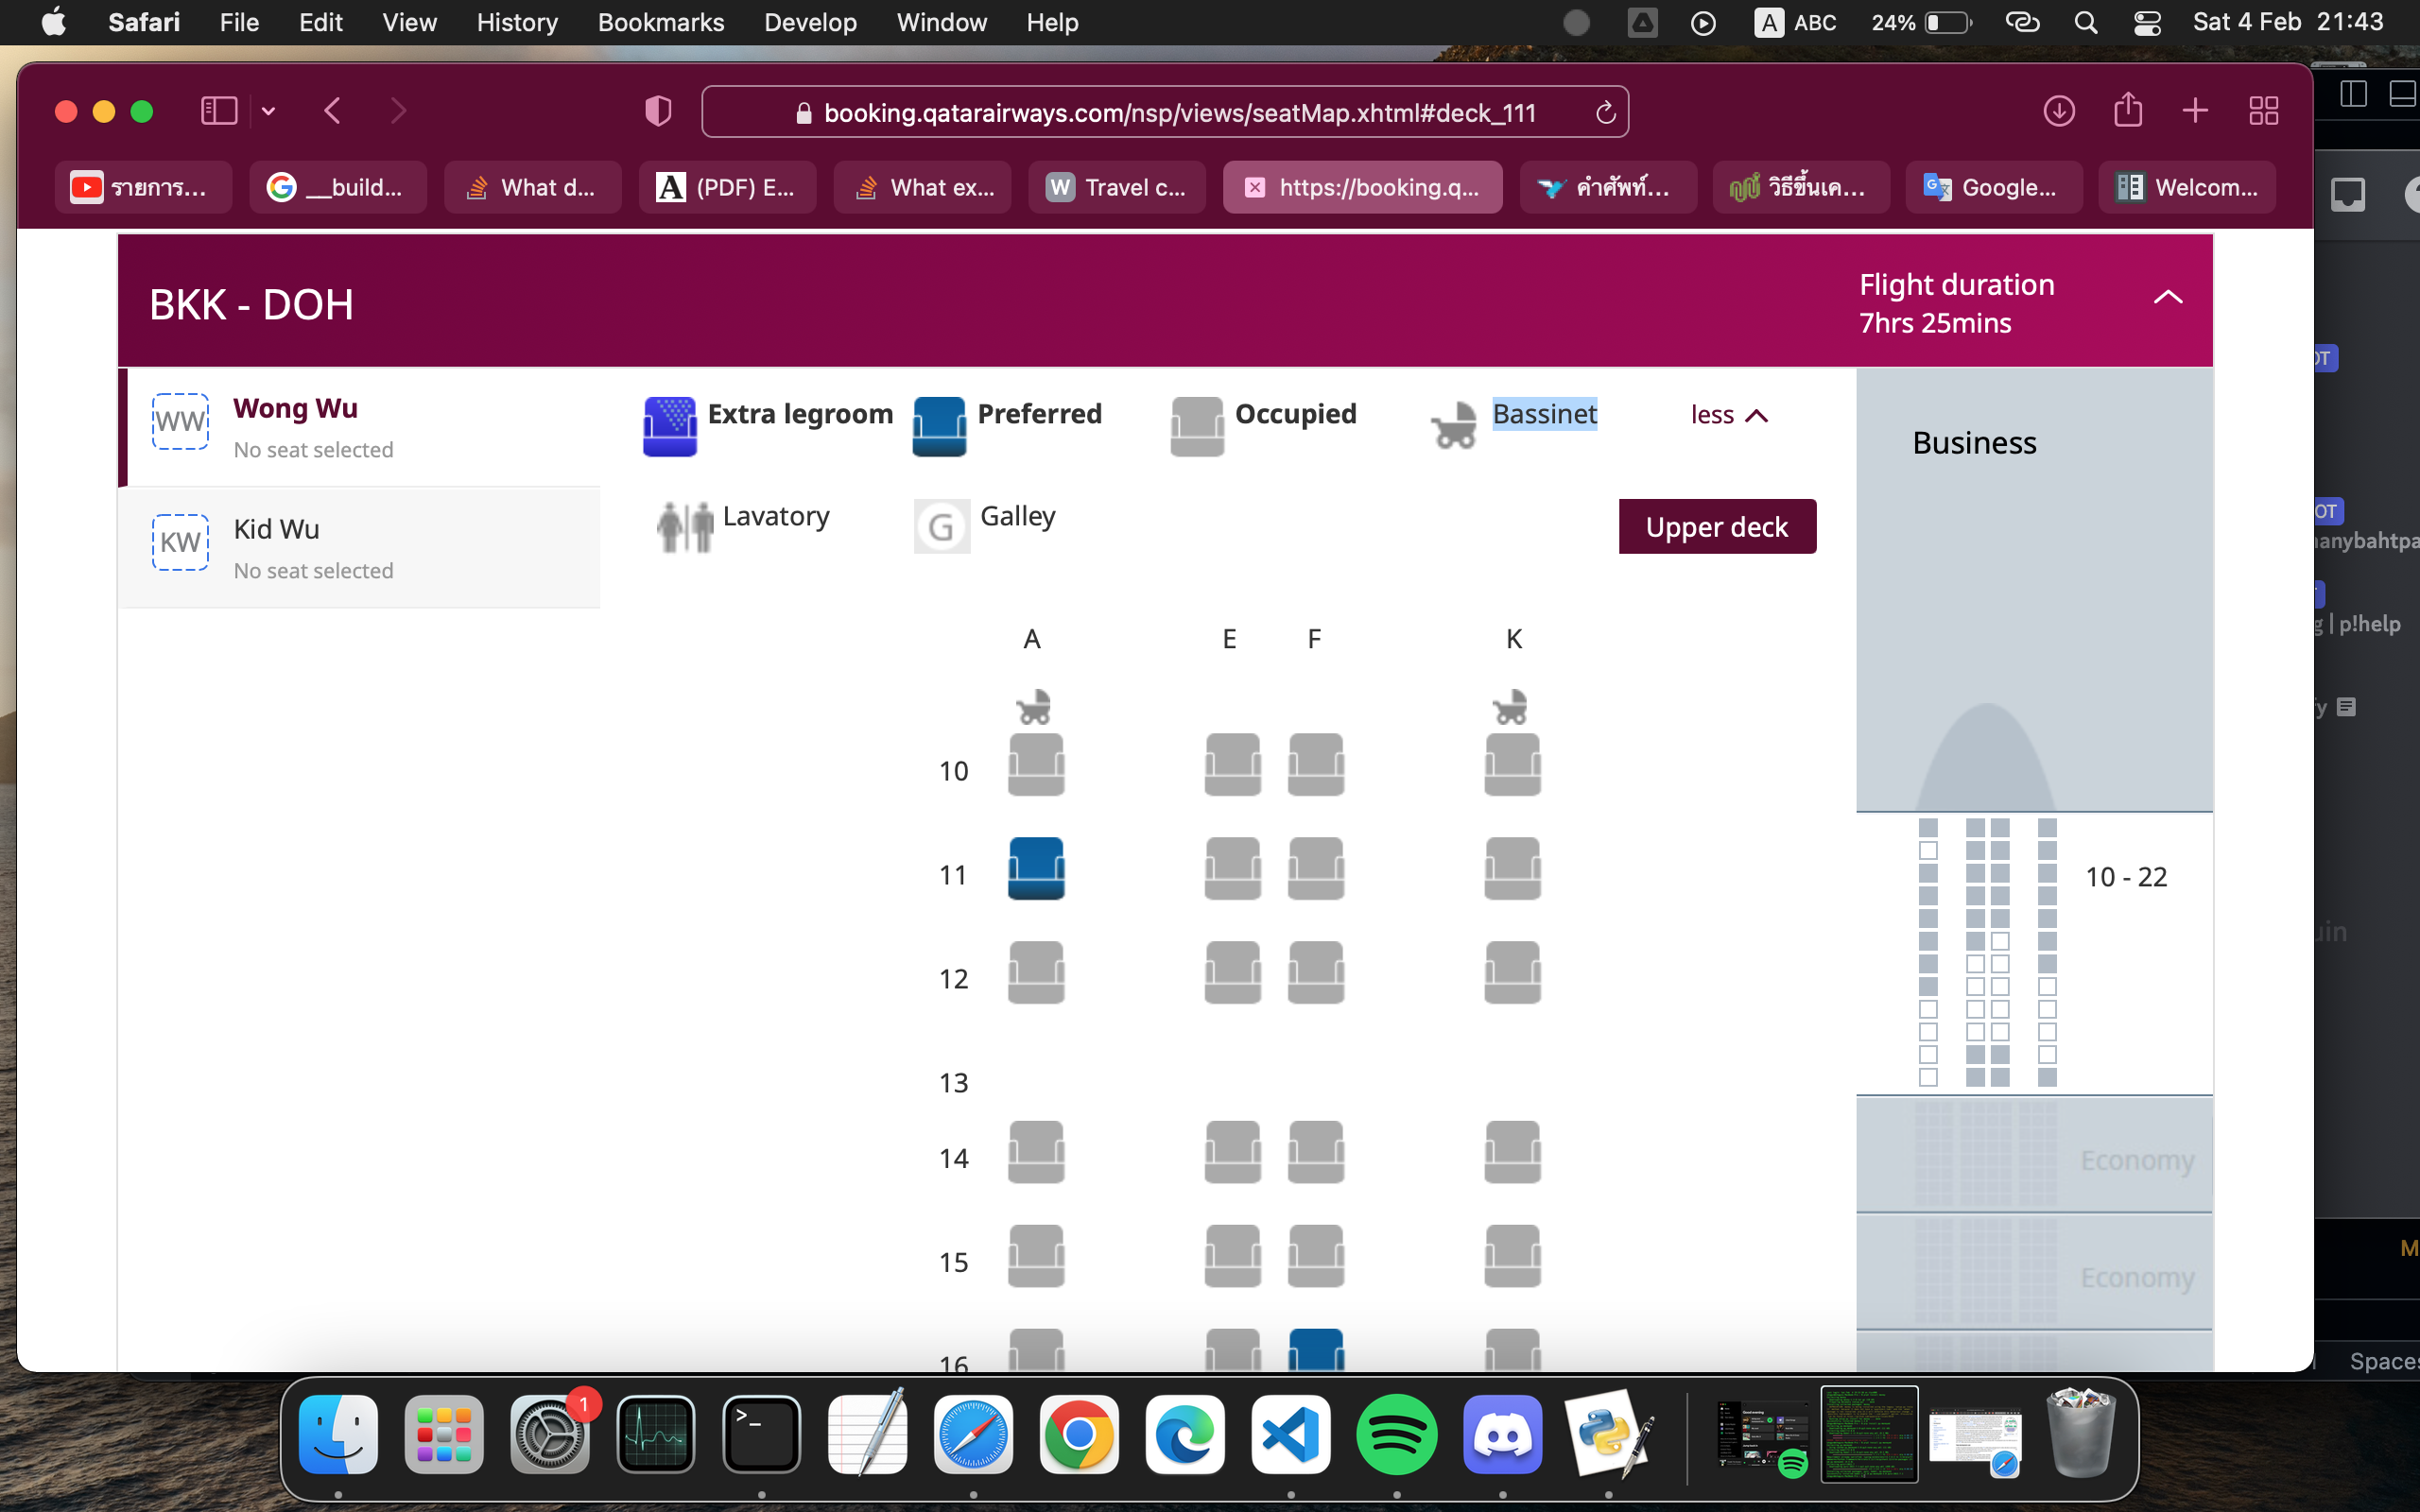 Safari File Edit View History Bookmarks Develop Window Help A ABC 24% Sat 4 Feb 21:43
booking.qatarairways.com/nsp/views/seatMap.xhtml#deck_111
รายการ... __build... What d... (PDF) E... What ex... Travel c... https://booking.q... คำศัพท์... วิธีขึ้นเค... Google... Welcom...
BKK - DOH
Flight duration
7hrs 25mins
WW Wong Wu
No seat selected
KW Kid Wu
No seat selected
Extra legroom Preferred Occupied Bassinet less
Lavatory G Galley
Upper deck
Business
A E F K
10
11
12
13
14
15
16
10 - 22
Economy
Economy
OT
anybahtpa
g | p!help
Spaces
1